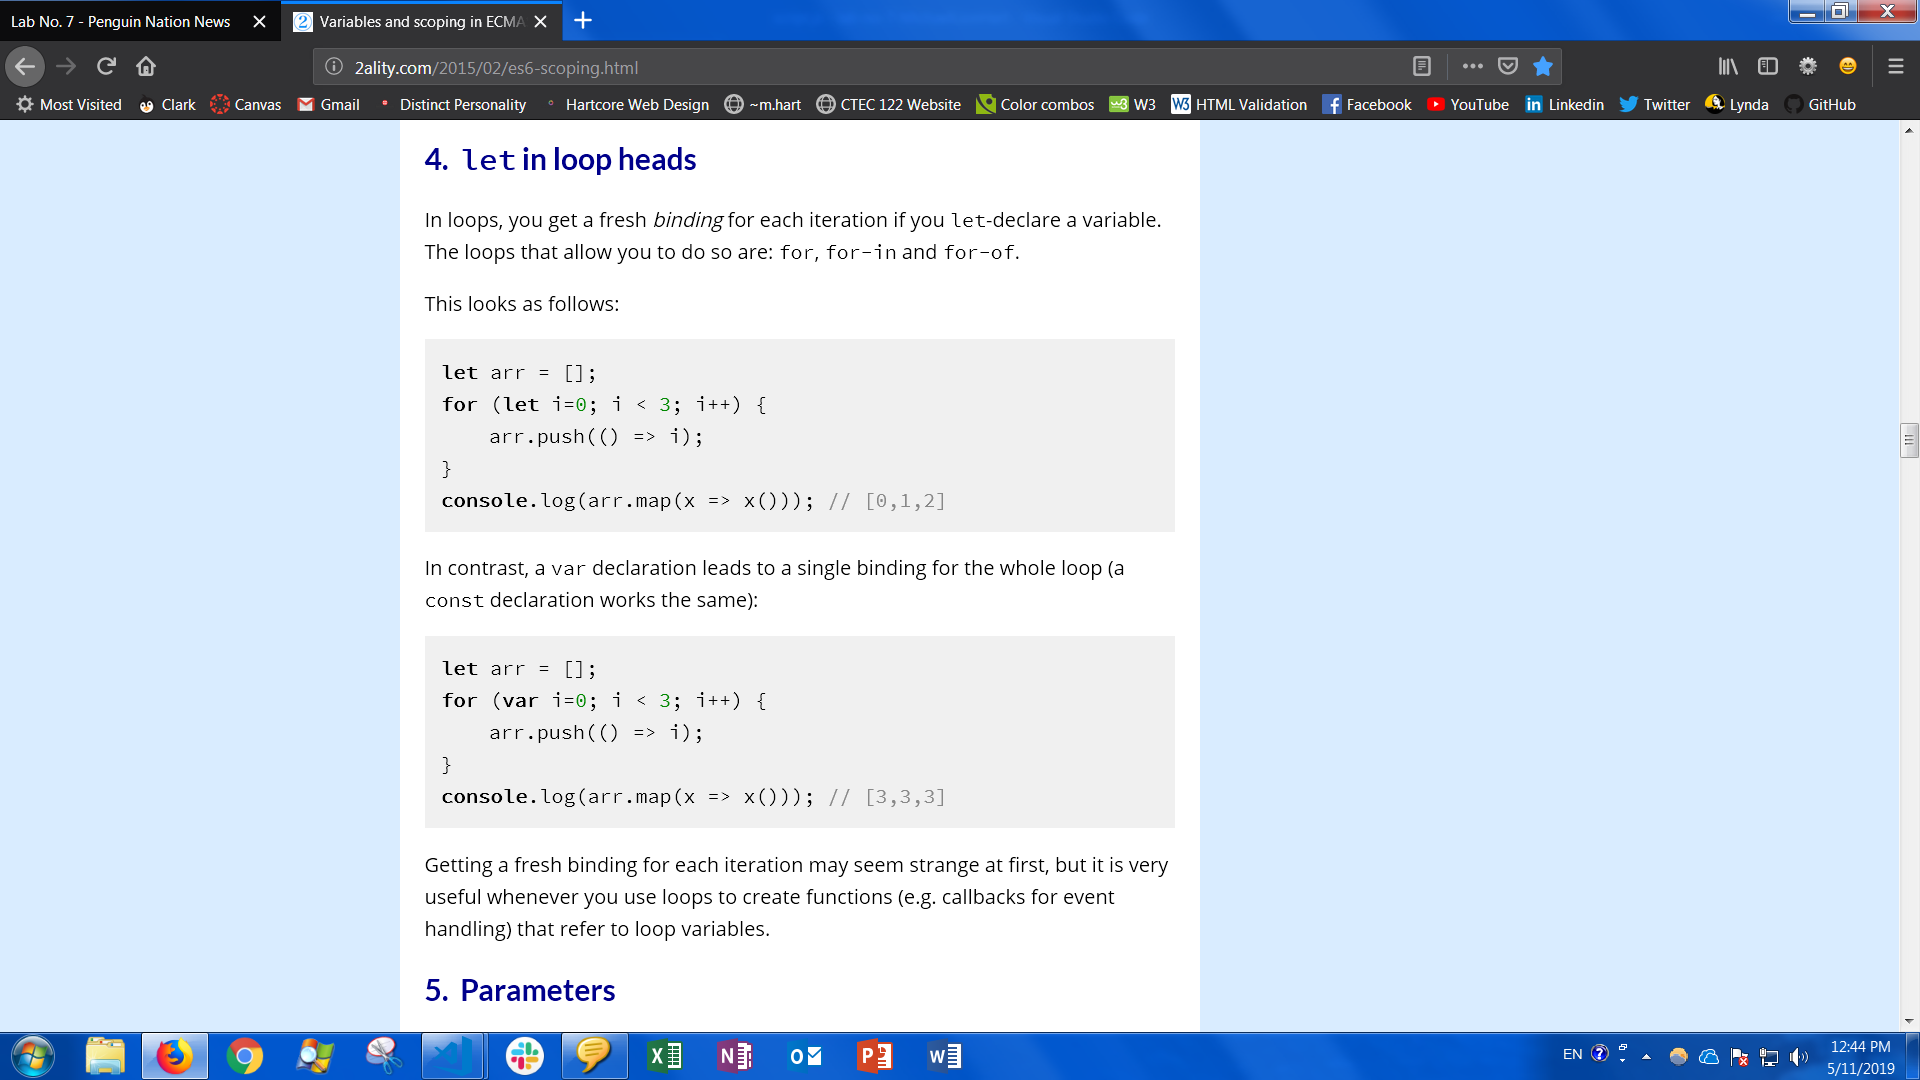 Lab No. 7 - Penguin Nation News
Variables and scoping in ECMA
2ality.com/2015/02/es6-scoping.html
Most Visited Clark Canvas Gmail Distinct Personality Hartcore Web Design ~m.hart CTEC 122 Website Color combos W3 HTML Validation Facebook YouTube Linkedin Twitter Lynda GitHub
4. let in loop heads
In loops, you get a fresh binding for each iteration if you let-declare a variable.
The loops that allow you to do so are: for, for-in and for-of.
This looks as follows:
let arr = [];
for (let i=0; i < 3; i++) {
    arr.push(() => i);
}
console.log(arr.map(x => x())); // [0,1,2]
In contrast, a var declaration leads to a single binding for the whole loop (a
const declaration works the same):
let arr = [];
for (var i=0; i < 3; i++) {
    arr.push(() => i);
}
console.log(arr.map(x => x())); // [3,3,3]
Getting a fresh binding for each iteration may seem strange at first, but it is very
useful whenever you use loops to create functions (e.g. callbacks for event
handling) that refer to loop variables.
5. Parameters
EN
12:44 PM
5/11/2019